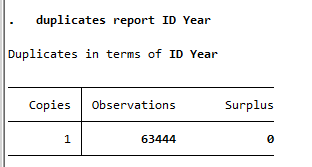 . duplicates report ID Year
Duplicates in terms of ID Year
Copies Observations Surplus
1 63444 0